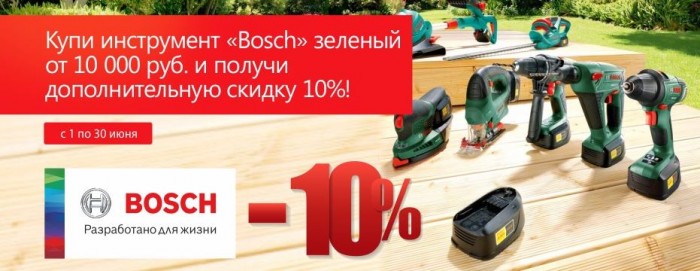 Купи инструмент «Bosch» зеленый
от 10 000 руб. и получи
дополнительную скидку 10%!
с 1 по 30 июня
BOSCH
Разработано для жизни
-10%